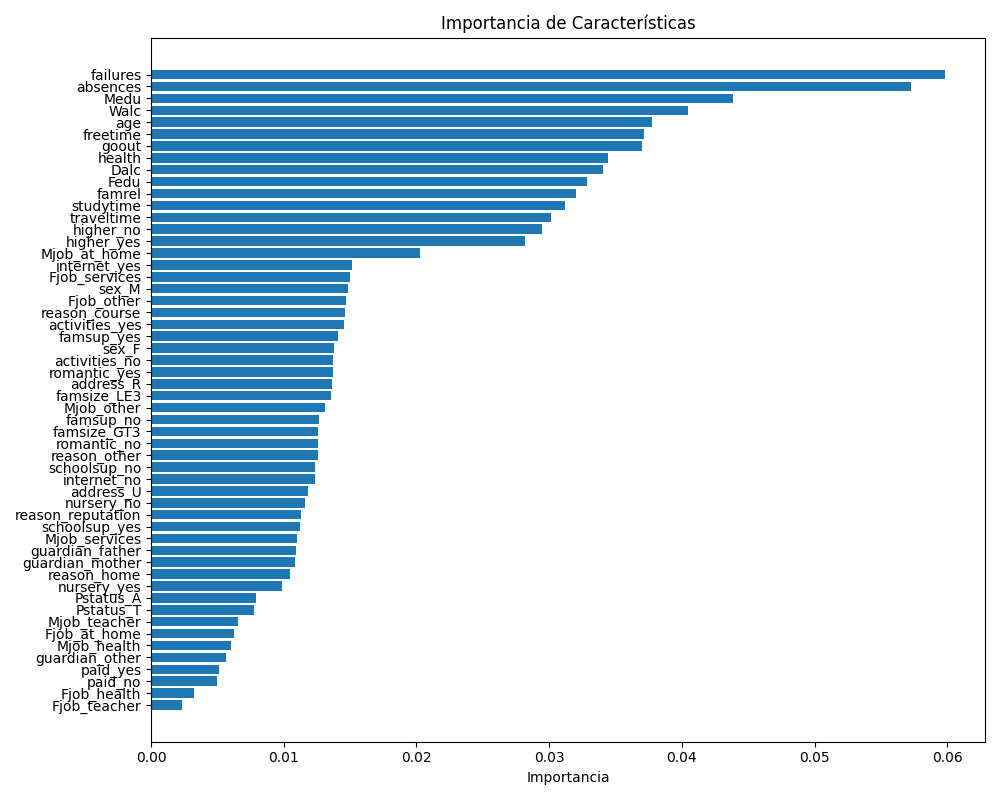 Importancia de Características
failures
absences
Medu
Walc
age
freetime
goout
health
Dalc
Fedu
famrel
studytime
traveltime
higher_no
higher_yes
Mjob_at_home
internet_yes
Fjob_services
sex_M
Fjob_other
reason_course
activities_yes
famsup_yes
sex_F
activities_no
romantic_yes
address_R
famsize_LE3
Mjob_other
famsup_no
famsize_GT3
romantic_no
reason_other
schoolsup_no
internet_no
address_U
nursery_no
reason_reputation
schoolsup_yes
Mjob_services
guardian_father
guardian_mother
reason_home
nursery_yes
Pstatus_A
Pstatus_T
Mjob_teacher
Fjob_at_home
Mjob_health
guardian_other
paid_yes
paid_no
Fjob_health
Fjob_teacher
0.00 0.01 0.02 0.03 0.04 0.05 0.06
Importancia